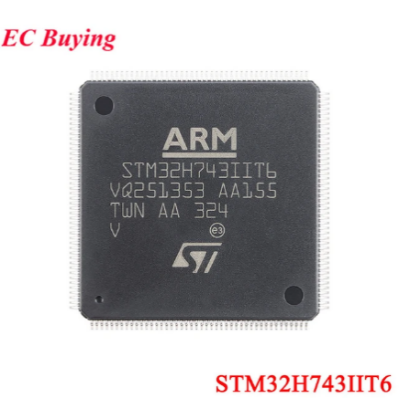 EC Buying
ARM
STM32H743IIT6
VQ251353 AA155
TWN AA 324
V
e3
ST
STM32H743IIT6